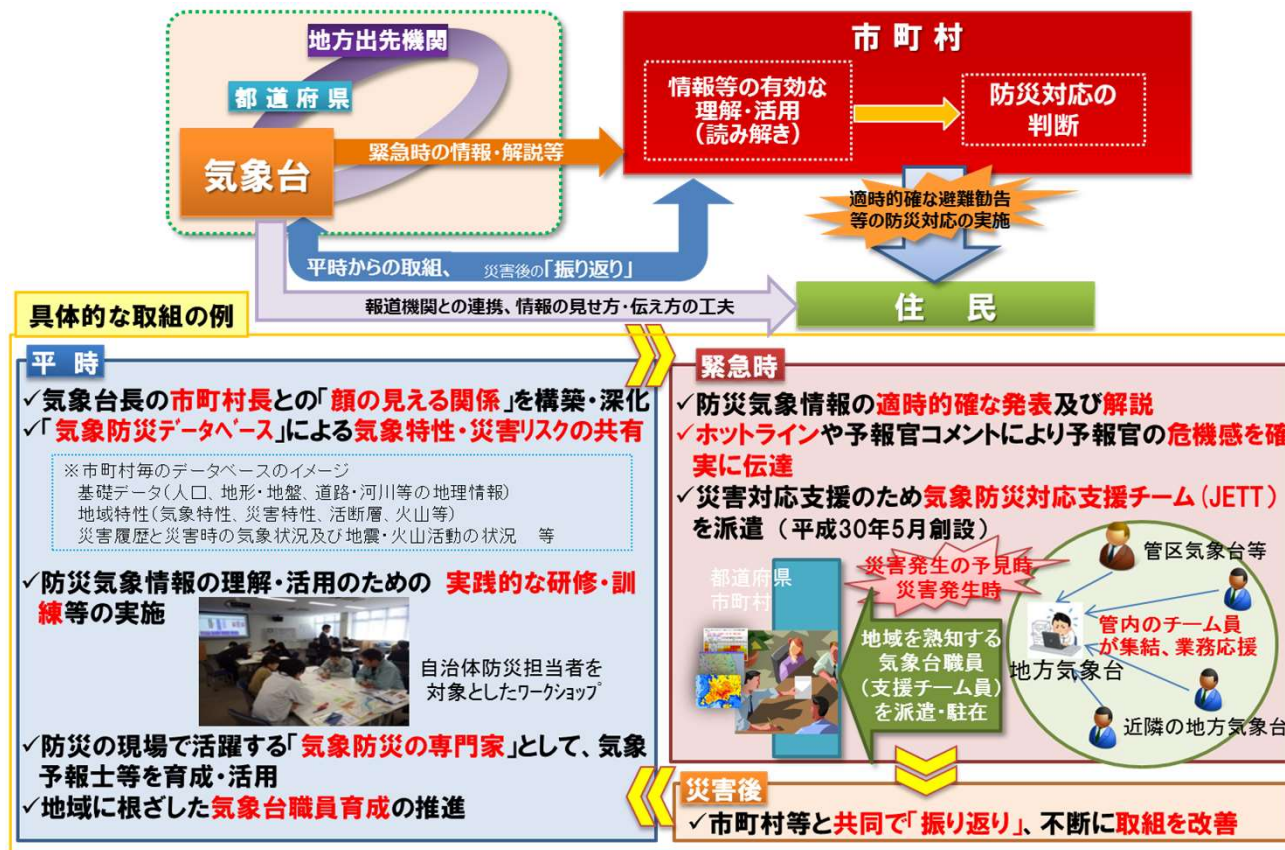 地方出先機関
都道府県
気象台
緊急時の情報・解説等
市町村
情報等の有効な
理解・活用
(読み解き)
防災対応の
判断
適時的確な避難勧告
等の防災対応の実施
平時からの取組、 災害後の「振り返り」
報道機関との連携、情報の見せ方・伝え方の工夫
住 民
具体的な取組の例
平 時
✓気象台長の市町村長との「顔の見える関係」を構築・深化
✓「気象防災データベース」による気象特性・災害リスクの共有
※市町村毎のデータベースのイメージ
基礎データ(人口、地形・地盤、道路・河川等の地理情報)
地域特性(気象特性、災害特性、活断層、火山等)
災害履歴と災害時の気象状況及び地震・火山活動の状況 等
✓防災気象情報の理解・活用のための 実践的な研修・訓
練等の実施
自治体防災担当者を
対象としたワークショップ
✓防災の現場で活躍する「気象防災の専門家」として、気象
予報士等を育成・活用
✓地域に根ざした気象台職員育成の推進
緊急時
✓防災気象情報の適時的確な発表及び解説
✓ホットラインや予報官コメントにより予報官の危機感を確
実に伝達
✓災害対応支援のため気象防災対応支援チーム(JETT)
を派遣(平成30年5月創設)
都道府県
市町村
災害発生の予見時
災害発生時
地域を熟知する
気象台職員
(支援チーム員)
を派遣・駐在
管区気象台等
管内のチーム員
が集結、業務応援
地方気象台
近隣の地方気象台
災害後
✓市町村等と共同で「振り返り」、不断に取組を改善